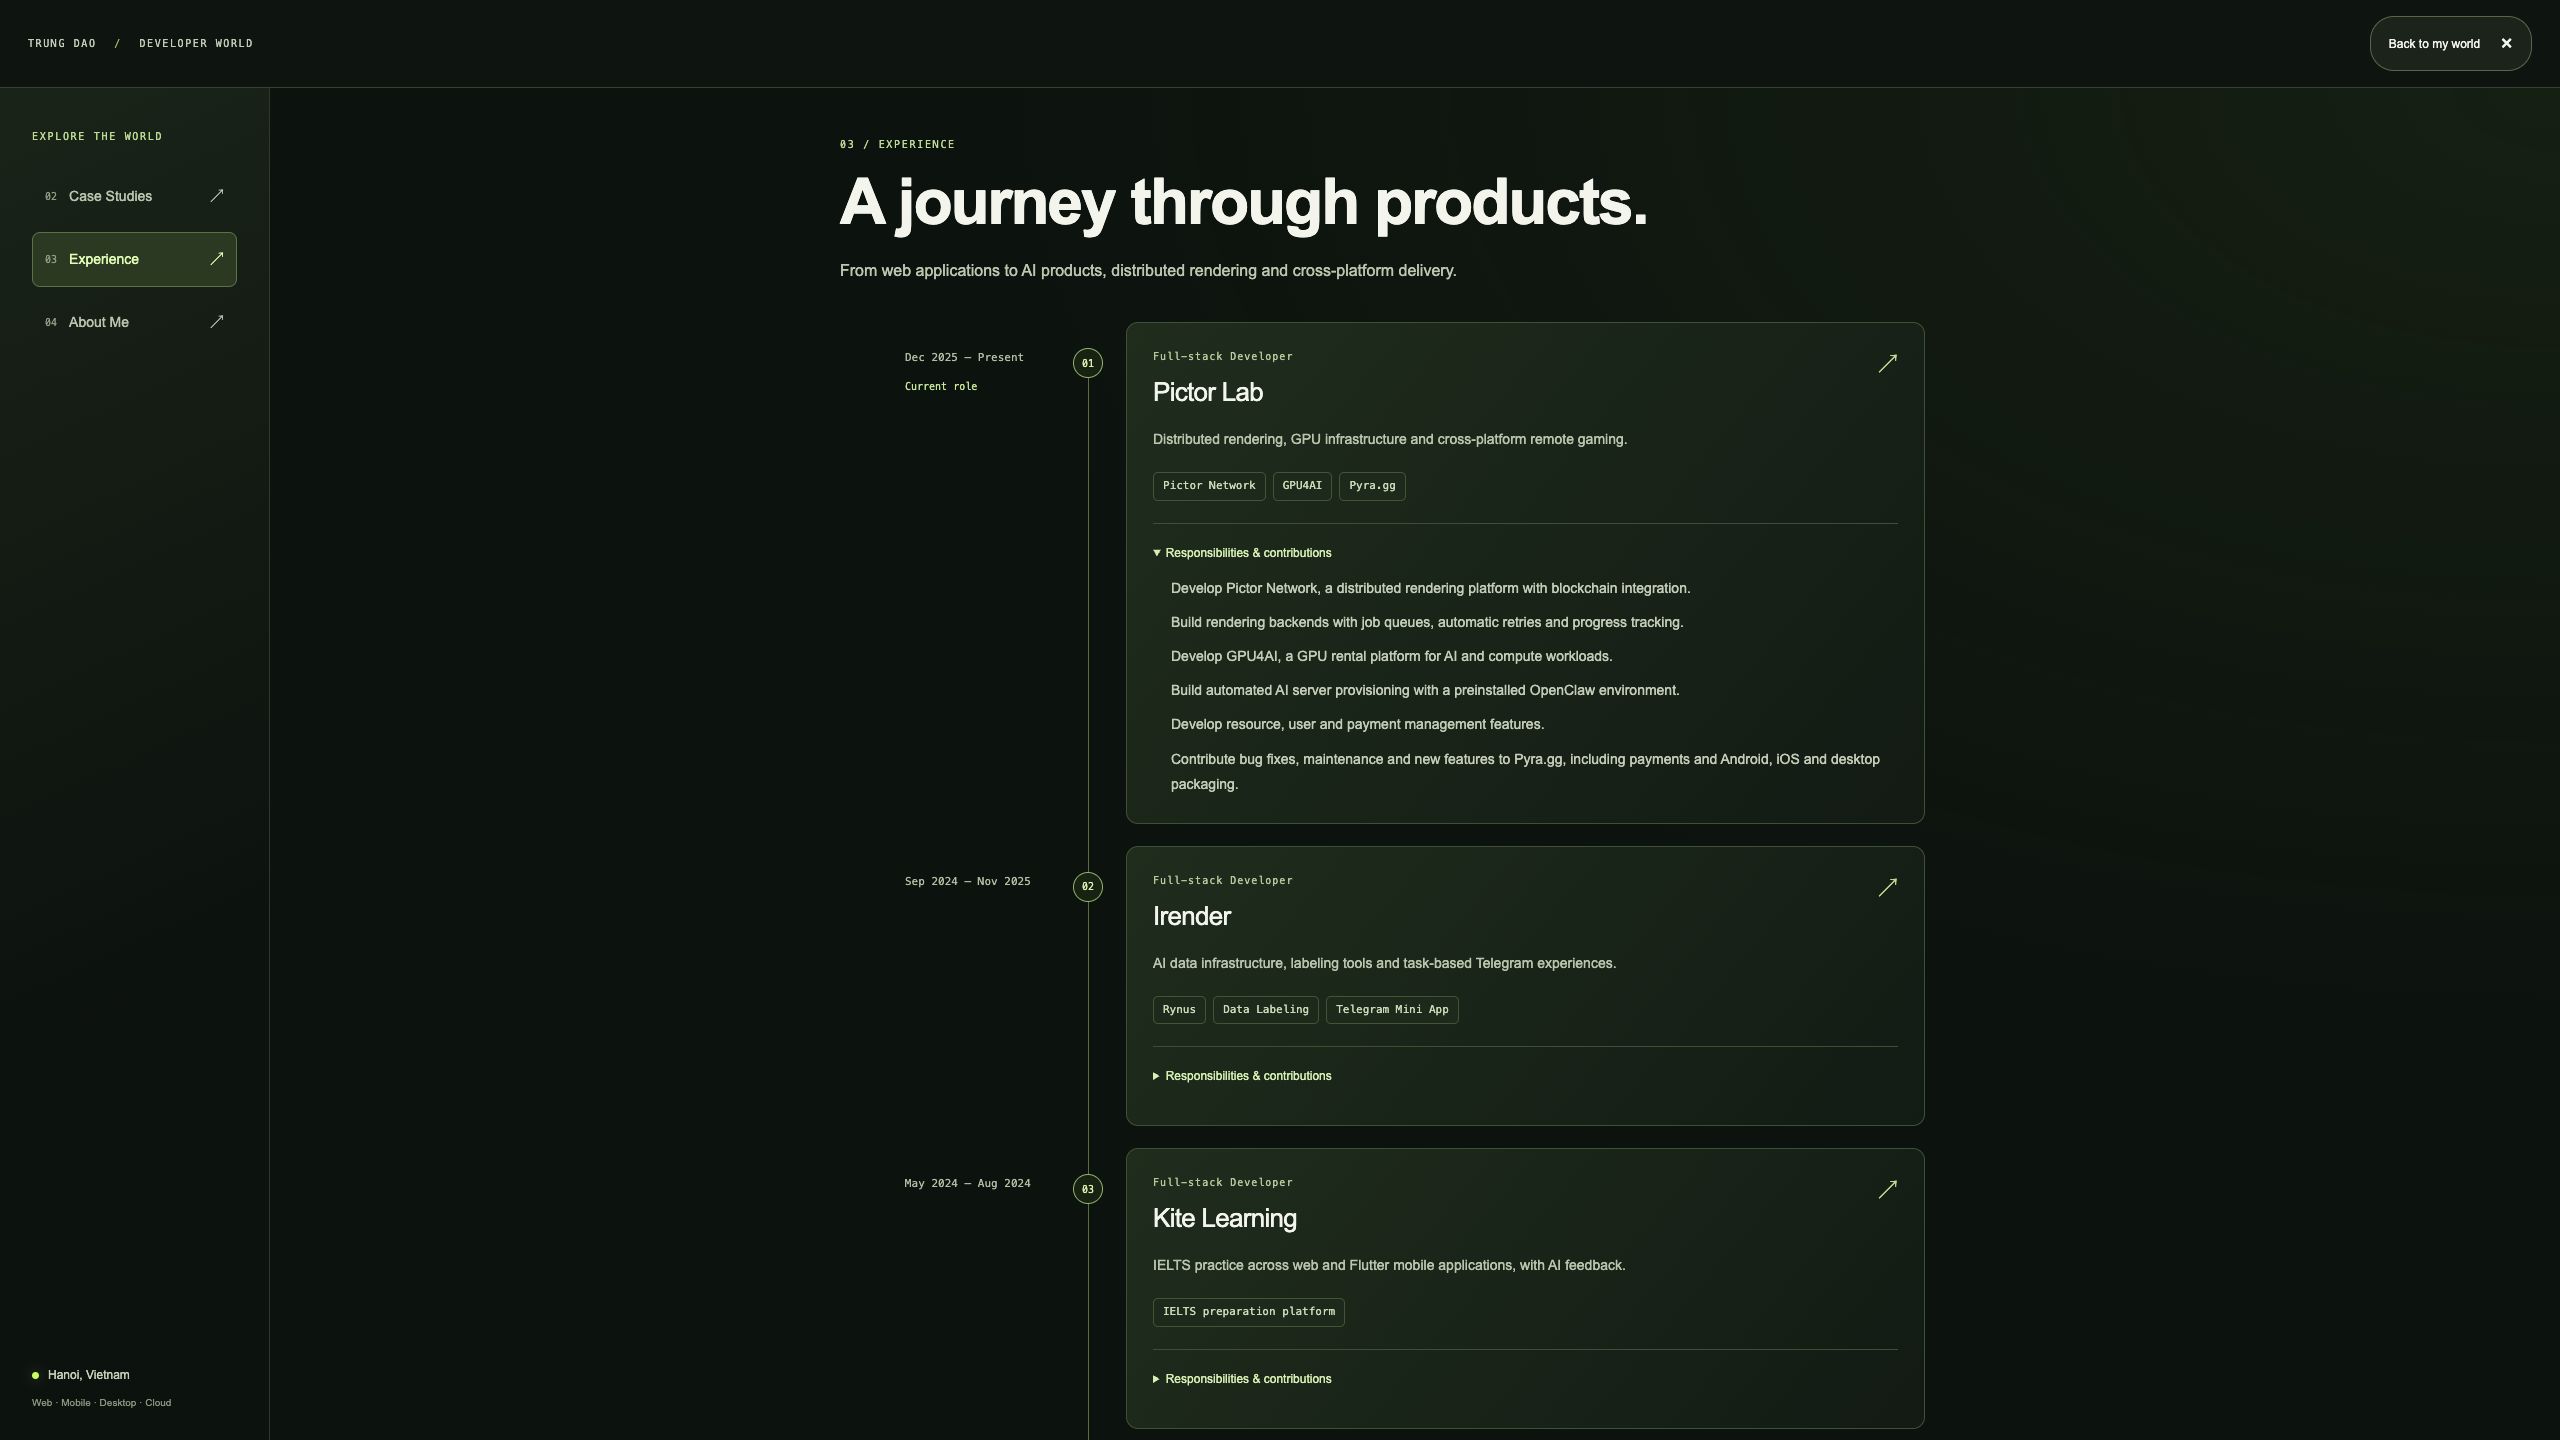 TRUNG DAO / DEVELOPER WORLD
Back to my world ×
EXPLORE THE WORLD
02 Case Studies
03 Experience
04 About Me
Hanoi, Vietnam
Web · Mobile · Desktop · Cloud
03 / EXPERIENCE
A journey through products.
From web applications to AI products, distributed rendering and cross-platform delivery.
Dec 2025 — Present
Current role
01
Full-stack Developer
Pictor Lab
Distributed rendering, GPU infrastructure and cross-platform remote gaming.
Pictor Network GPU4AI Pyra.gg
Responsibilities & contributions
Develop Pictor Network, a distributed rendering platform with blockchain integration.
Build rendering backends with job queues, automatic retries and progress tracking.
Develop GPU4AI, a GPU rental platform for AI and compute workloads.
Build automated AI server provisioning with a preinstalled OpenClaw environment.
Develop resource, user and payment management features.
Contribute bug fixes, maintenance and new features to Pyra.gg, including payments and Android, iOS and desktop
packaging.
Sep 2024 — Nov 2025
02
Full-stack Developer
Irender
AI data infrastructure, labeling tools and task-based Telegram experiences.
Rynus Data Labeling Telegram Mini App
Responsibilities & contributions
May 2024 — Aug 2024
03
Full-stack Developer
Kite Learning
IELTS practice across web and Flutter mobile applications, with AI feedback.
IELTS preparation platform
Responsibilities & contributions